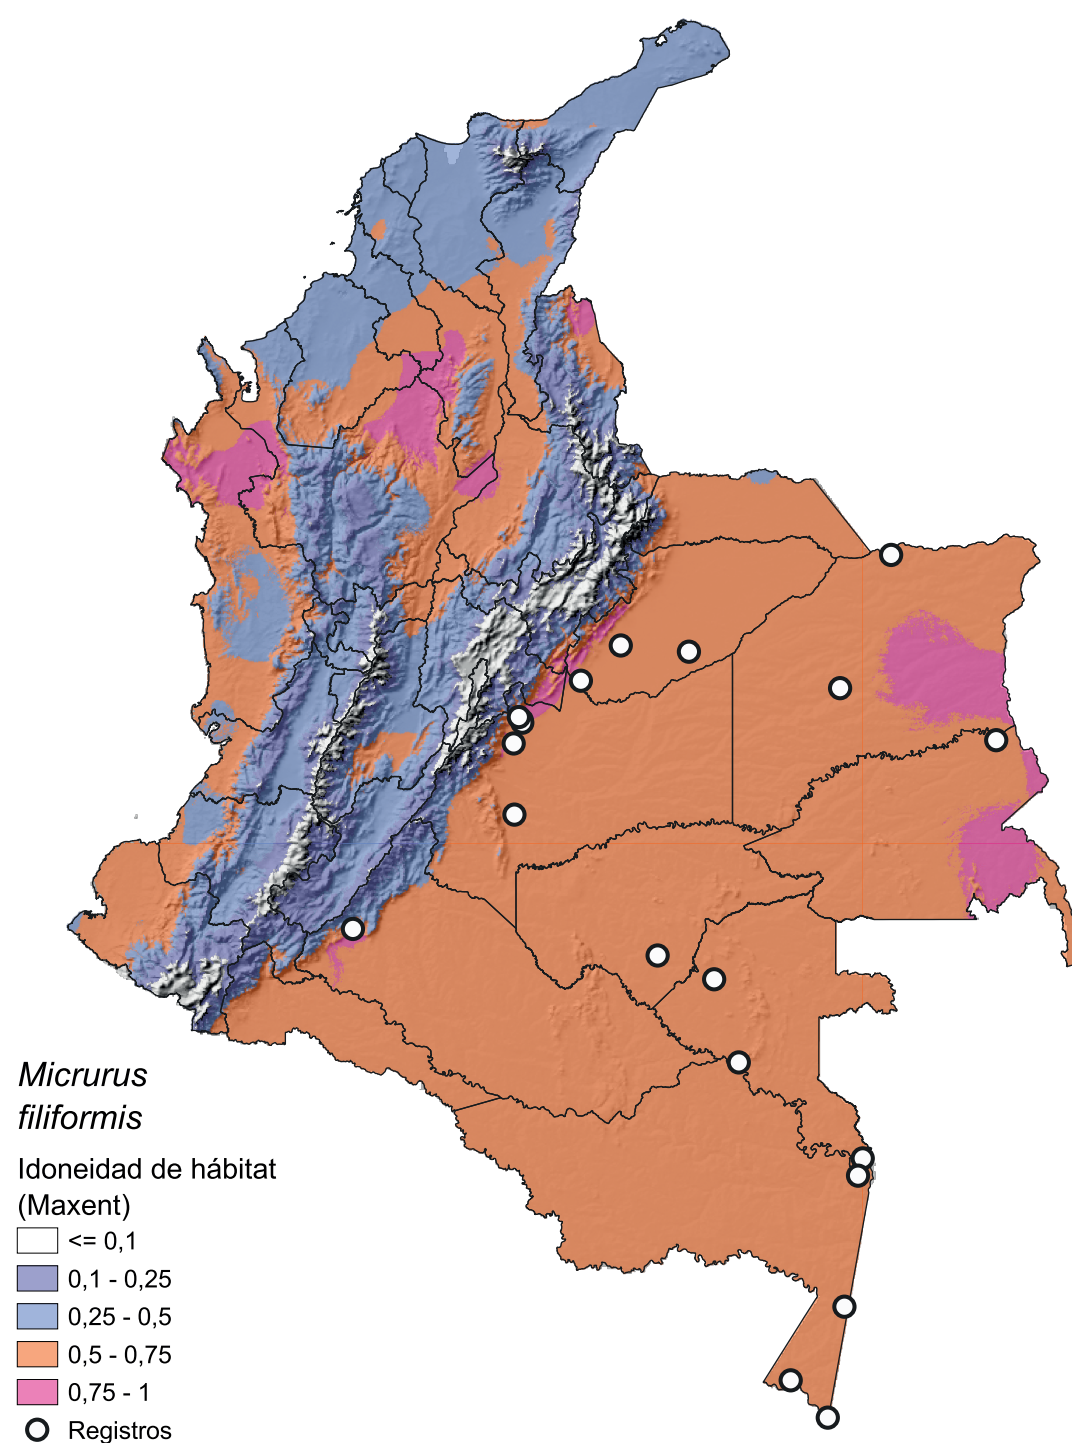 Micrurus
filiformis
Idoneidad de hábitat
(Maxent)
<= 0,1
0,1 - 0,25
0,25 - 0,5
0,5 - 0,75
0,75 - 1
Registros